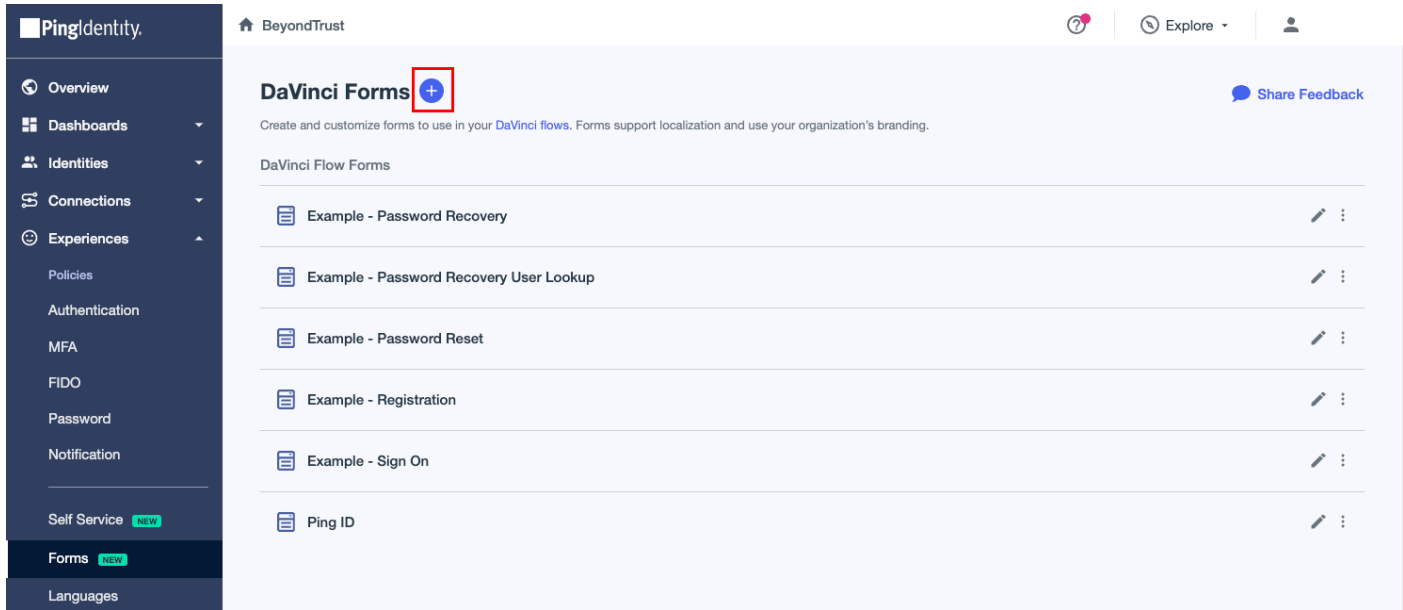 PingIdentity.
BeyondTrust
Explore
Overview
Dashboards
Identities
Connections
Experiences
Policies
Authentication
MFA
FIDO
Password
Notification
Self Service NEW
Forms NEW
Languages
DaVinci Forms
Share Feedback
Create and customize forms to use in your DaVinci flows. Forms support localization and use your organization's branding.
DaVinci Flow Forms
Example - Password Recovery
Example - Password Recovery User Lookup
Example - Password Reset
Example - Registration
Example - Sign On
Ping ID